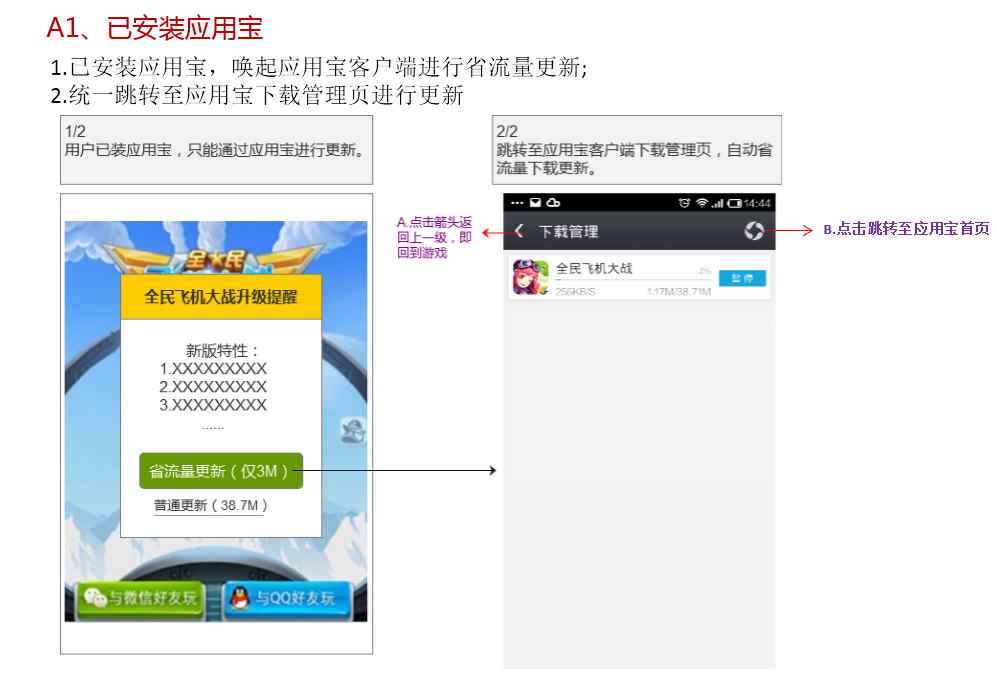 A1、已安装应用宝
1.已安装应用宝，唤起应用宝客户端进行省流量更新;
2.统一跳转至应用宝下载管理页进行更新
1/2
用户已装应用宝，只能通过应用宝进行更新。
全民
全民飞机大战升级提醒
新版特性：
1.XXXXXXXXX
2.XXXXXXXXX
3.XXXXXXXXX
......
省流量更新（仅3M）
普通更新（38.7M）
与微信好友玩
与QQ好友玩
A.点击箭头返
回上一级，即
回到游戏
2/2
跳转至应用宝客户端下载管理页，自动省
流量下载更新。
14:44
下载管理
全民飞机大战
3%
暂停
256KB/S
1.17M/38.71M
B.点击跳转至应用宝首页